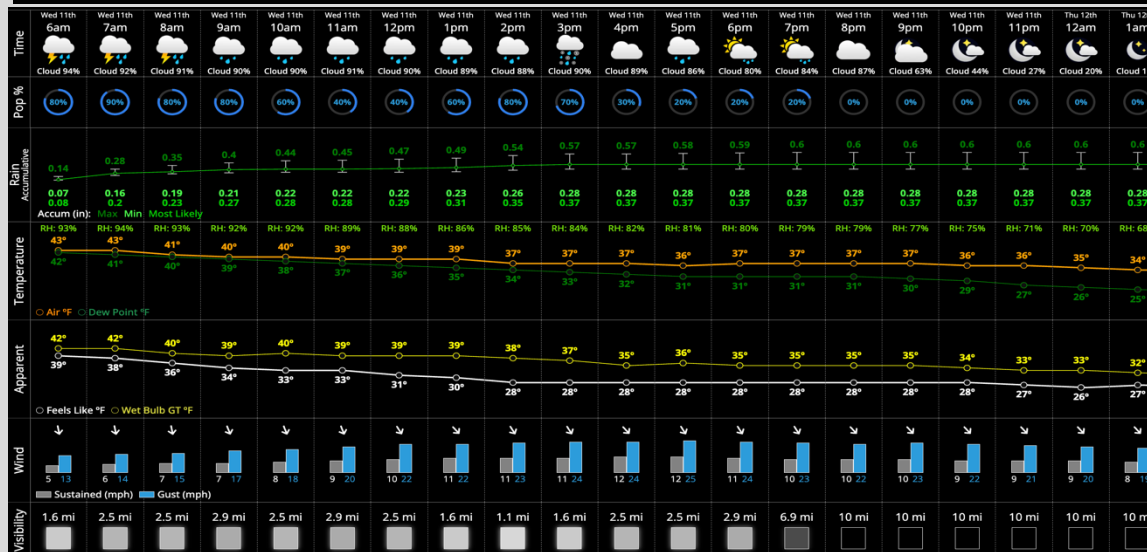 Time
Wed 11th Wed 11th Wed 11th Wed 11th Wed 11th Wed 11th Wed 11th Wed 11th Wed 11th Wed 11th Wed 11th Wed 11th Wed 11th Wed 11th Wed 11th Wed 11th Wed 11th Wed 11th Thu 12th Thu 12
6am 7am 8am 9am 10am 11am 12pm 1pm 2pm 3pm 4pm 5pm 6pm 7pm 8pm 9pm 10pm 11pm 12am 1am
Cloud 94% Cloud 92% Cloud 91% Cloud 90% Cloud 90% Cloud 91% Cloud 90% Cloud 89% Cloud 88% Cloud 90% Cloud 89% Cloud 86% Cloud 80% Cloud 84% Cloud 87% Cloud 63% Cloud 44% Cloud 27% Cloud 20% Cloud 1
Pop %
80% 90% 80% 80% 60% 40% 40% 60% 80% 70% 30% 20% 20% 20% 0% 0% 0% 0% 0% 0%
Rain
Accumulative
0.14 0.28 0.35 0.4 0.44 0.45 0.47 0.49 0.54 0.57 0.57 0.58 0.59 0.6 0.6 0.6 0.6 0.6 0.6 0.6
0.07 0.16 0.19 0.21 0.22 0.22 0.22 0.23 0.26 0.28 0.28 0.28 0.28 0.28 0.28 0.28 0.28 0.28 0.28 0.28
0.08 0.2 0.23 0.27 0.28 0.28 0.29 0.31 0.35 0.37 0.37 0.37 0.37 0.37 0.37 0.37 0.37 0.37 0.37 0.37
Accum (in): Max Min Most Likely
Temperature
RH: 93% RH: 94% RH: 93% RH: 92% RH: 92% RH: 89% RH: 88% RH: 86% RH: 85% RH: 84% RH: 82% RH: 81% RH: 80% RH: 79% RH: 79% RH: 77% RH: 75% RH: 71% RH: 70% RH: 68
43° 43° 41° 40° 40° 39° 39° 39° 37° 37° 37° 36° 37° 37° 37° 37° 36° 36° 35° 34°
42° 41° 40° 39° 38° 37° 36° 35° 34° 33° 32° 31° 31° 31° 31° 30° 29° 27° 26° 25°
Air °F Dew Point °F
Apparent
42° 42° 40° 39° 40° 39° 39° 39° 38° 37° 35° 36° 35° 35° 35° 35° 34° 33° 33° 32°
39° 38° 36° 34° 33° 33° 31° 30° 28° 28° 28° 28° 28° 28° 28° 28° 28° 27° 26° 27°
Feels Like °F Wet Bulb GT °F
Wind
5 13 6 14 7 15 7 17 8 18 9 20 10 22 11 22 11 23 11 24 12 24 12 25 11 24 10 23 10 22 10 23 9 22 9 21 9 20 8 19
Sustained (mph) Gust (mph)
Visibility
1.6 mi 2.5 mi 2.5 mi 2.9 mi 2.5 mi 2.9 mi 2.5 mi 1.6 mi 1.1 mi 1.6 mi 2.5 mi 2.5 mi 2.9 mi 6.9 mi 10 mi 10 mi 10 mi 10 mi 10 mi 10 m